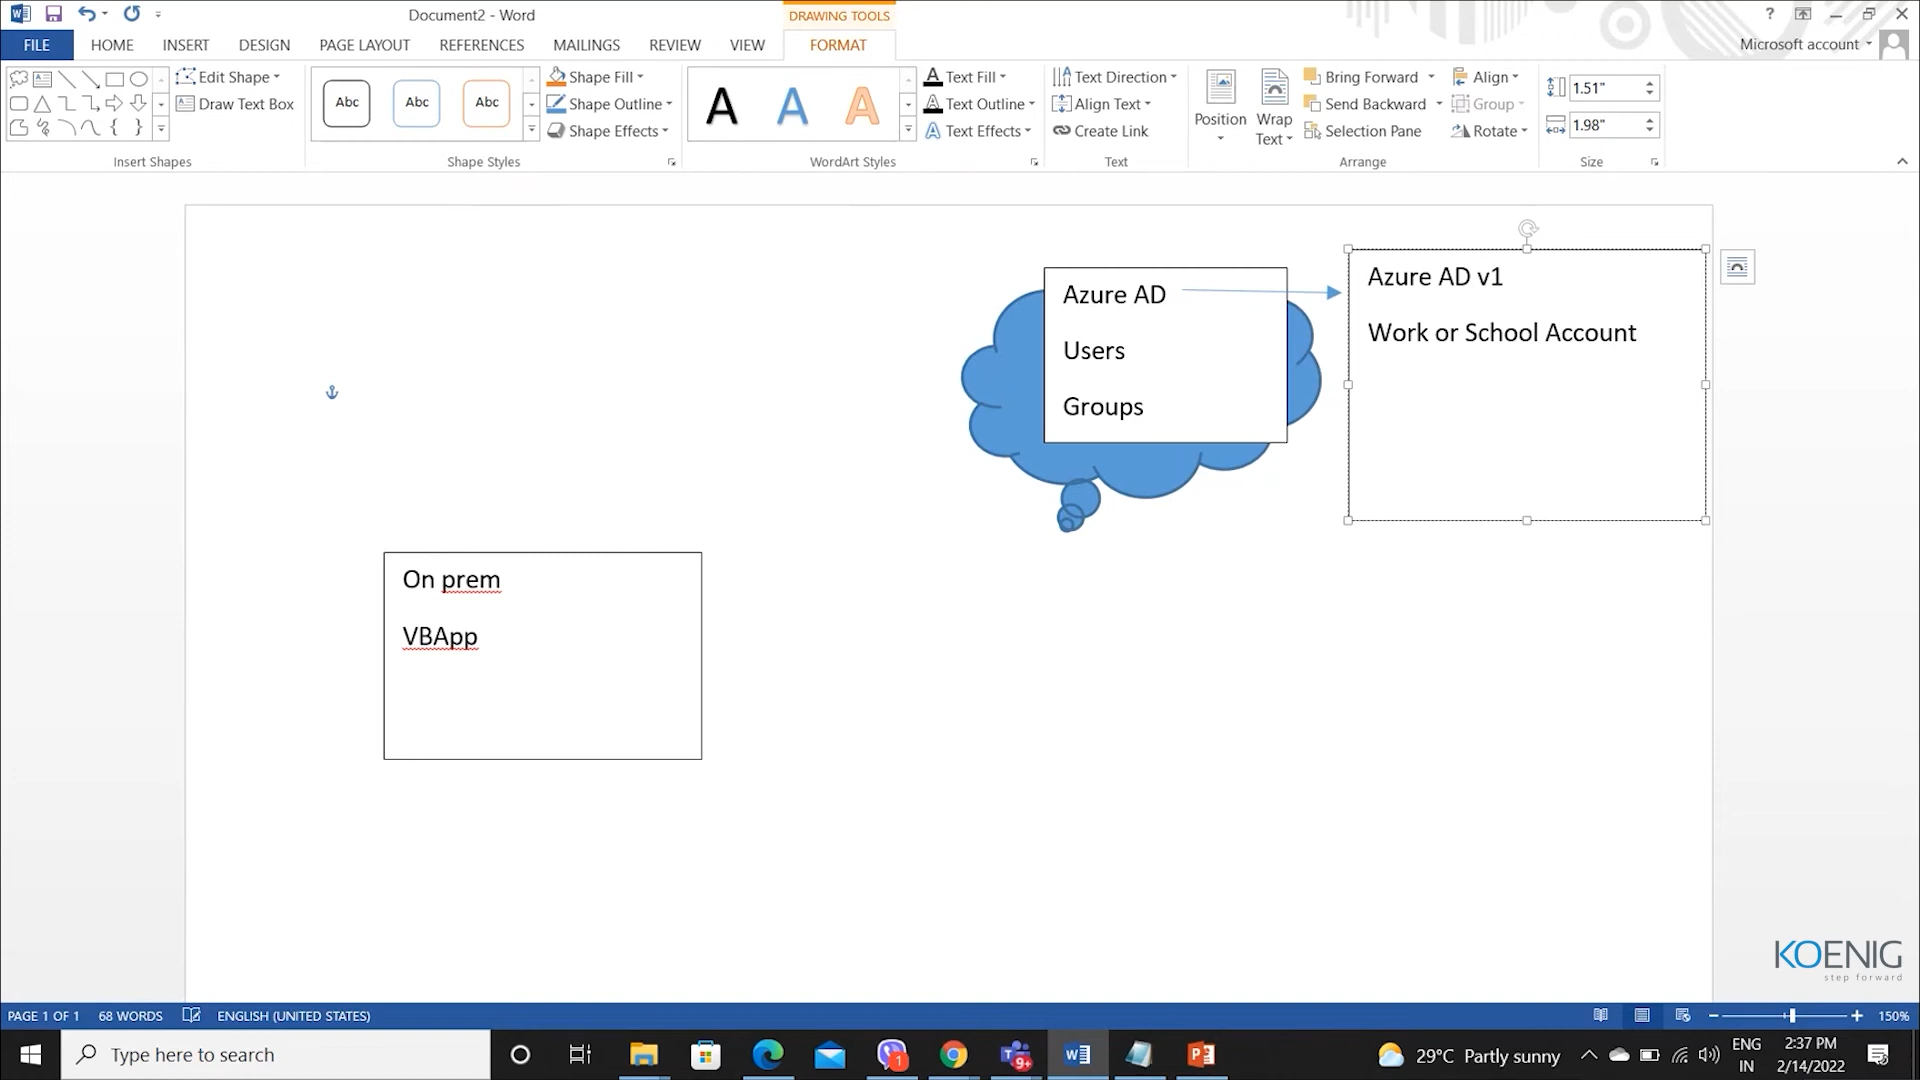 Document2 - Word
DRAWING TOOLS
?
FILE
HOME
INSERT
DESIGN
PAGE LAYOUT
REFERENCES
MAILINGS
REVIEW
VIEW
FORMAT
Microsoft account
Edit Shape
Draw Text Box
Insert Shapes
Abc
Abc
Abc
Shape Fill
Shape Outline
Shape Effects
Shape Styles
A
A
A
Text Fill
Text Outline
Text Effects
WordArt Styles
Text Direction
Align Text
Create Link
Text
Position
Wrap
Text
Bring Forward
Send Backward
Selection Pane
Align
Group
Rotate
Arrange
1.51"
1.98"
Size
Azure AD
Users
Groups
Azure AD v1
Work or School Account
On prem
VBApp
KOENIG
step forward
PAGE 1 OF 1
68 WORDS
ENGLISH (UNITED STATES)
150%
Type here to search
1
9+
29°C Partly sunny
ENG
IN
2:37 PM
2/14/2022